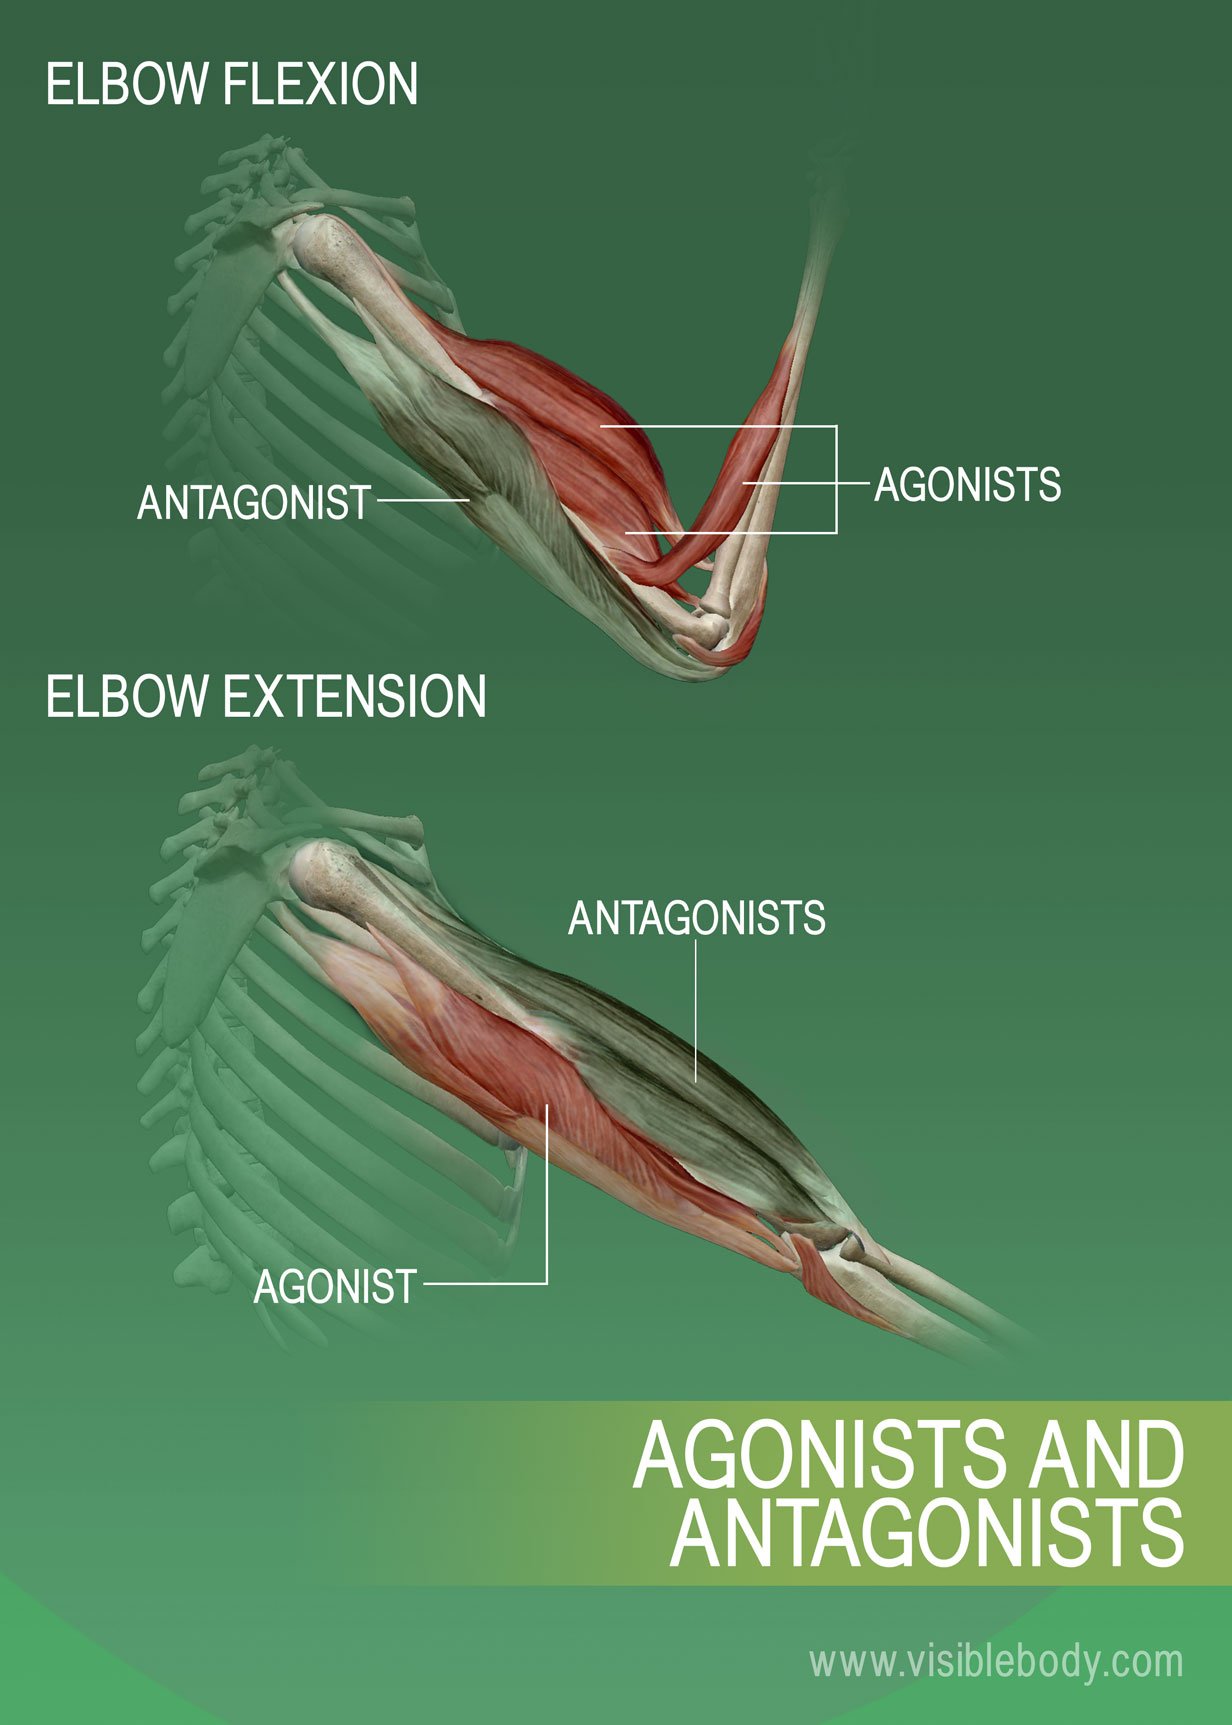 ELBOW FLEXION
ANTAGONIST
AGONISTS
ELBOW EXTENSION
ANTAGONISTS
AGONIST
AGONISTS AND
ANTAGONISTS
www.visiblebody.com